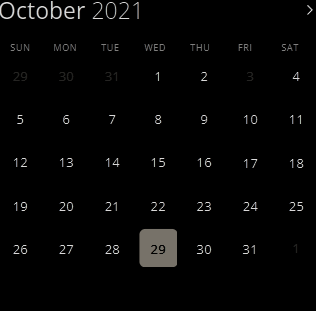 October 2021
SUN MON TUE WED THU FRI SAT
29 30 31 1 2 3 4
5 6 7 8 9 10 11
12 13 14 15 16 17 18
19 20 21 22 23 24 25
26 27 28 29 30 31 1